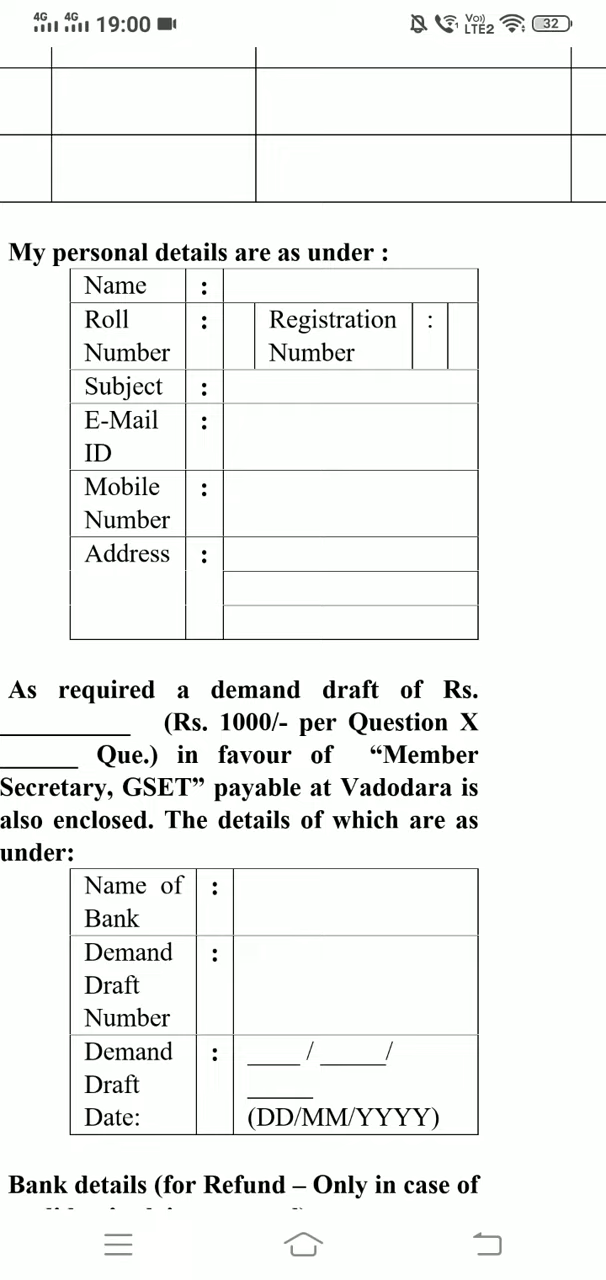 4G 4G 19:00 Vo)) LTE2 32
My personal details are as under :
Name :
Roll Number : Registration Number :
Subject :
E-Mail ID :
Mobile Number :
Address :
As required a demand draft of Rs.
__________ (Rs. 1000/- per Question X
______ Que.) in favour of “Member
Secretary, GSET” payable at Vadodara is
also enclosed. The details of which are as
under:
Name of Bank :
Demand Draft Number :
Demand Draft Date: : ____ / _____/ _____ (DD/MM/YYYY)
Bank details (for Refund – Only in case of